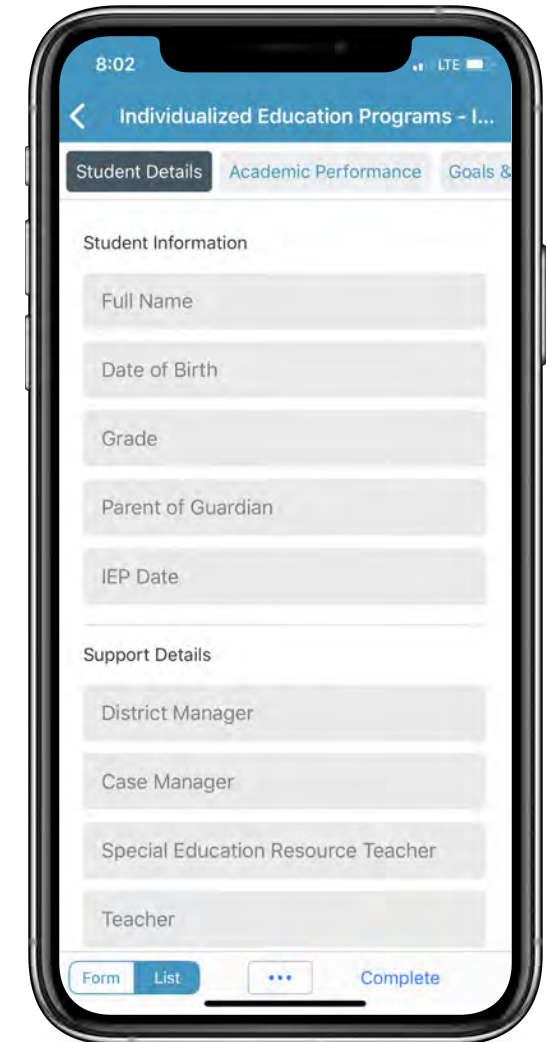 8:02
LTE
Individualized Education Programs - I...
Student Details
Academic Performance
Goals &
Student Information
Full Name
Date of Birth
Grade
Parent of Guardian
IEP Date
Support Details
District Manager
Case Manager
Special Education Resource Teacher
Teacher
Form
List
...
Complete